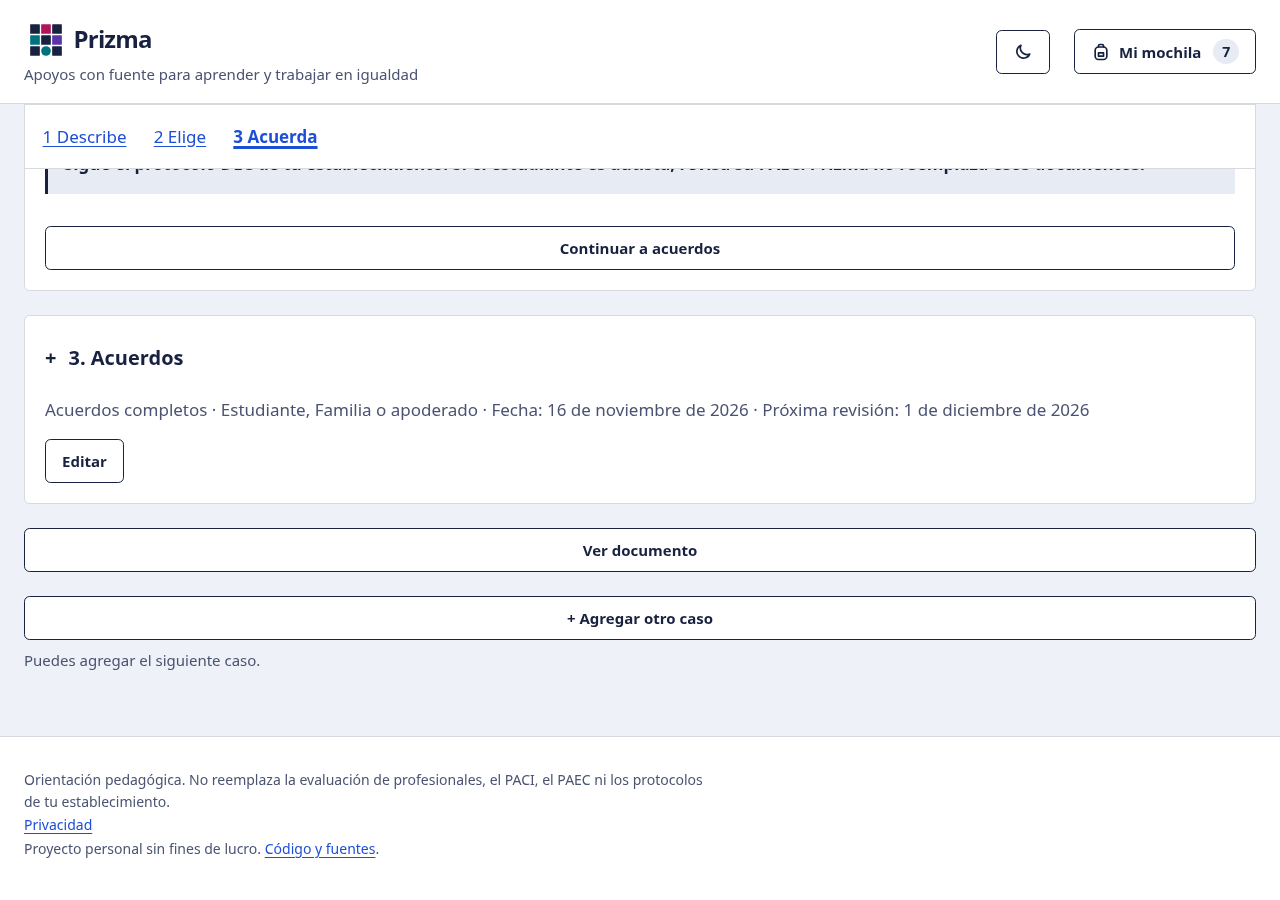 Prizma
Apoyos con fuente para aprender y trabajar en igualdad
Mi mochila 7
1 Describe 2 Elige 3 Acuerda
Continuar a acuerdos
+ 3. Acuerdos
Acuerdos completos · Estudiante, Familia o apoderado · Fecha: 16 de noviembre de 2026 · Próxima revisión: 1 de diciembre de 2026
Editar
Ver documento
+ Agregar otro caso
Puedes agregar el siguiente caso.
Orientación pedagógica. No reemplaza la evaluación de profesionales, el PACI, el PAEC ni los protocolos
de tu establecimiento.
Privacidad
Proyecto personal sin fines de lucro. Código y fuentes.